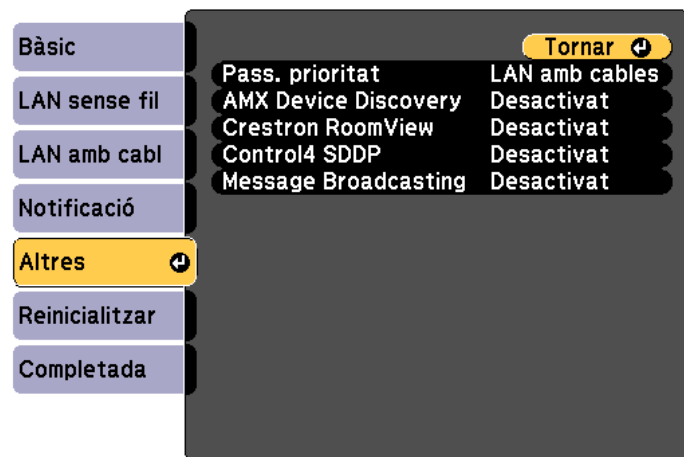 Bàsic
LAN sense fil
LAN amb cabl
Notificació
Altres
Reinicialitzar
Completada
Tornar
Pass. prioritat LAN amb cables
AMX Device Discovery Desactivat
Crestron RoomView Desactivat
Control4 SDDP Desactivat
Message Broadcasting Desactivat